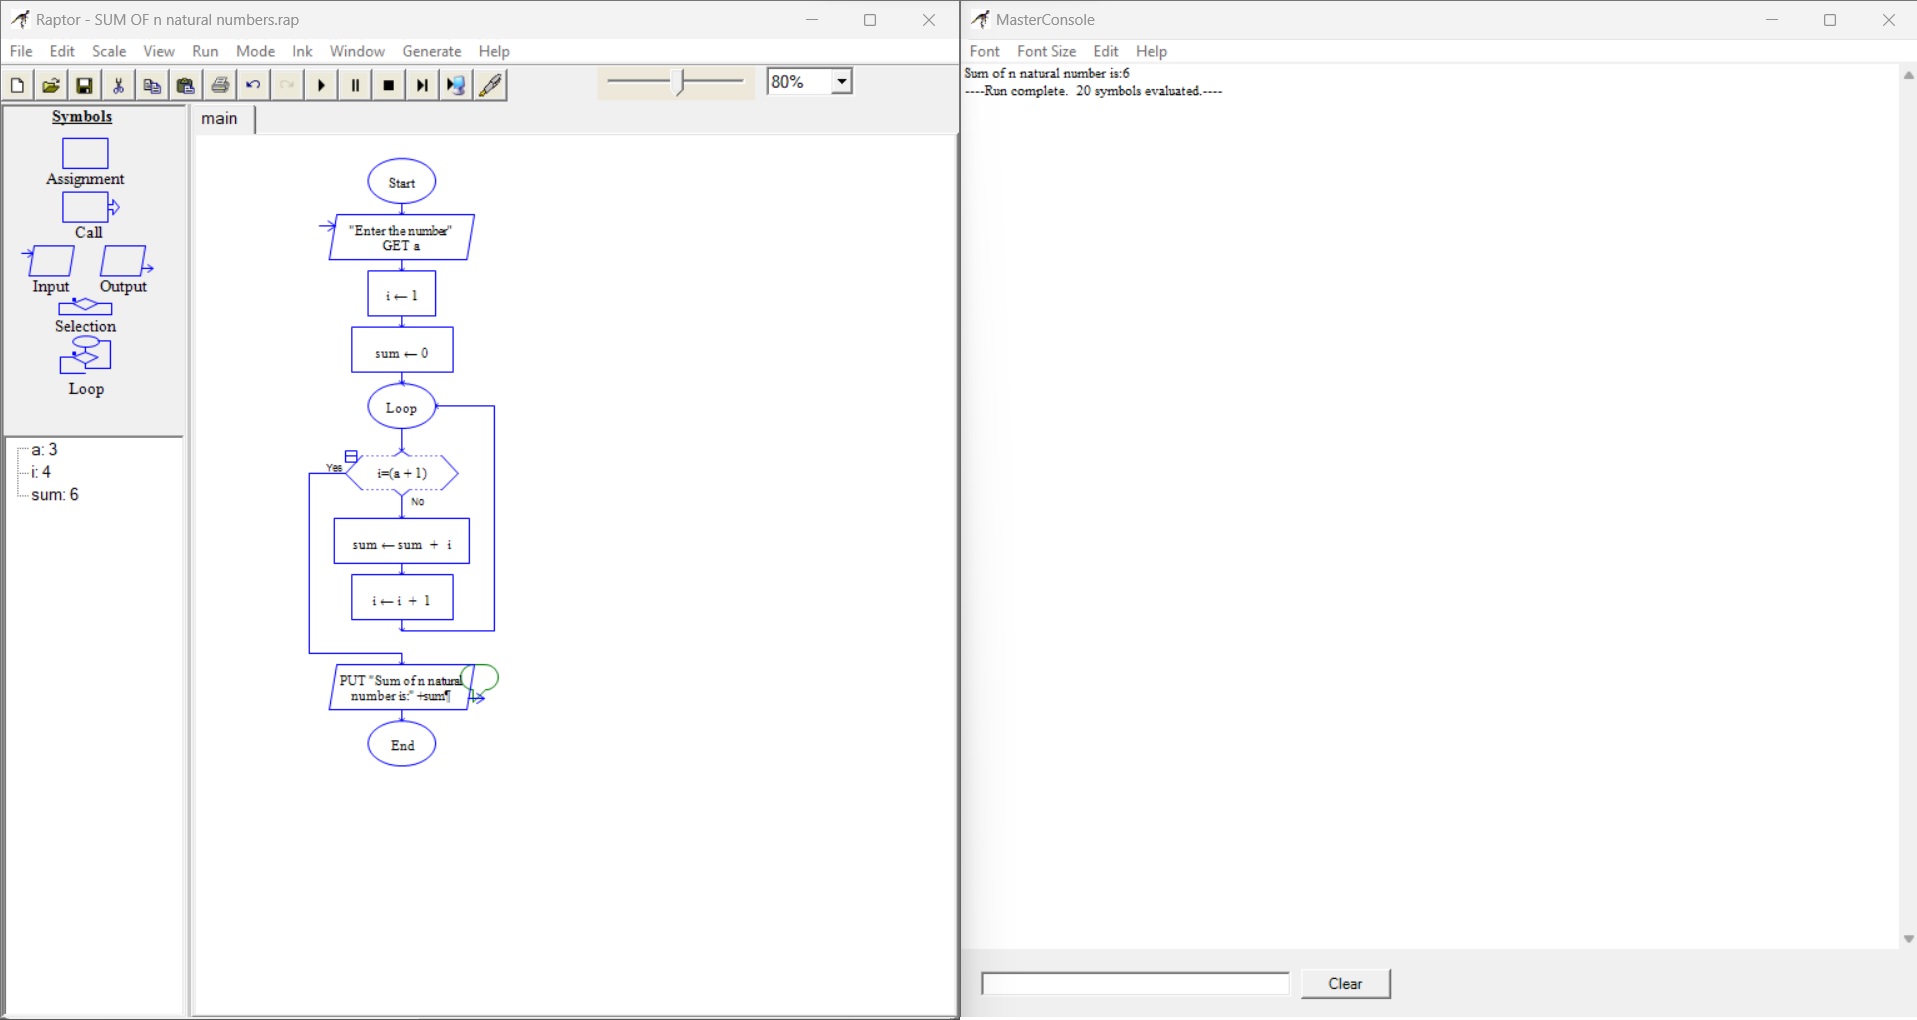 Raptor - SUM OF n natural numbers.rap
File Edit Scale View Run Mode Ink Window Generate Help
80%
Symbols
Assignment
Call
Input Output
Selection
Loop
a: 3
i: 4
sum: 6
main
Start
"Enter the number"
GET a
i ← 1
sum ← 0
Loop
Yes
i=(a + 1)
No
sum ← sum + i
i ← i + 1
PUT "Sum of n natural
number is:" +sum¶
End
MasterConsole
Font Font Size Edit Help
Sum of n natural number is:6
----Run complete. 20 symbols evaluated.----
Clear